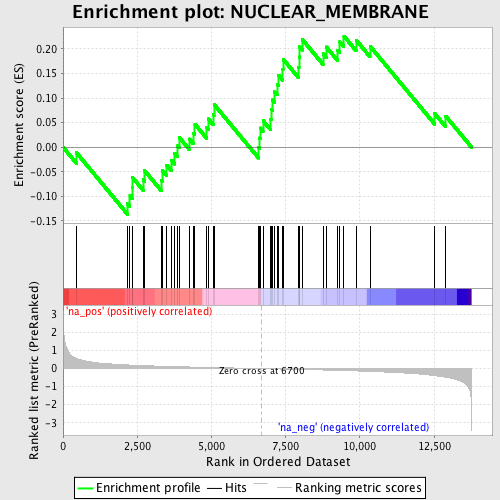 Enrichment plot: NUCLEAR_MEMBRANE
Enrichment score (ES)
0.20
0.15
0.10
0.05
0.00
-0.05
-0.10
-0.15
'na_pos' (positively correlated)
Ranked list metric (PreRanked)
3
2
1
0
-1
-2
-3
Zero cross at 6700
'na_neg' (negatively correlated)
0 2,500 5,000 7,500 10,000 12,500
Rank in Ordered Dataset
Enrichment profile Hits Ranking metric scores